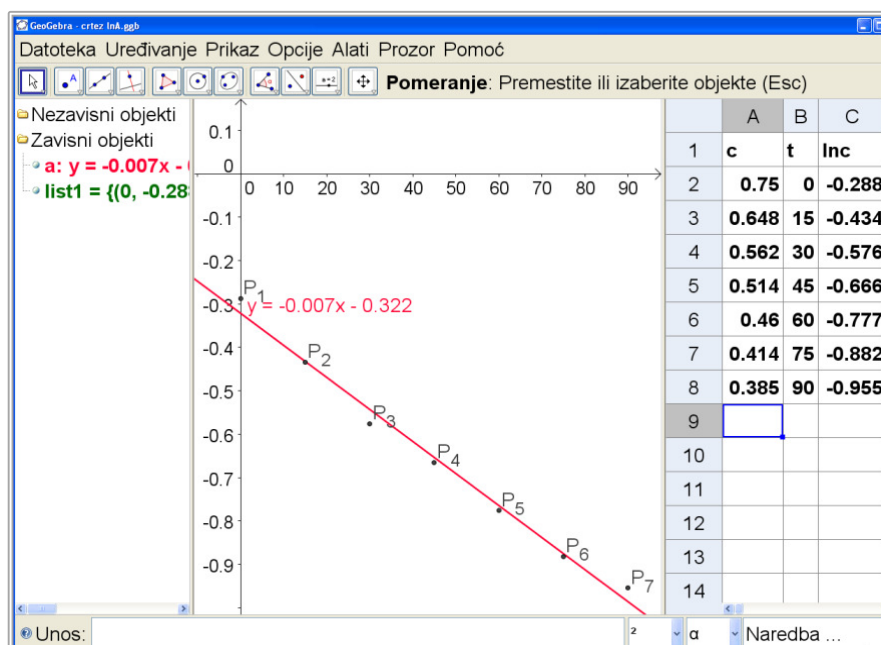 GeoGebra - crtez lnA.ggb
Datoteka Uređivanje Prikaz Opcije Alati Prozor Pomoć
Pomeranje: Premestite ili izaberite objekte (Esc)
Nezavisni objekti
Zavisni objekti
a: y = -0.007x -
list1 = {(0, -0.28
0.1
0
0 10 20 30 40 50 60 70 80 90
-0.1
-0.2
-0.3
-0.4
-0.5
-0.6
-0.7
-0.8
-0.9
P1
y = -0.007x - 0.322
P2
P3
P4
P5
P6
P7
A B C
1 c t lnc
2 0.75 0 -0.288
3 0.648 15 -0.434
4 0.562 30 -0.576
5 0.514 45 -0.666
6 0.46 60 -0.777
7 0.414 75 -0.882
8 0.385 90 -0.955
9
10
11
12
13
14
Unos: ² α Naredba ...